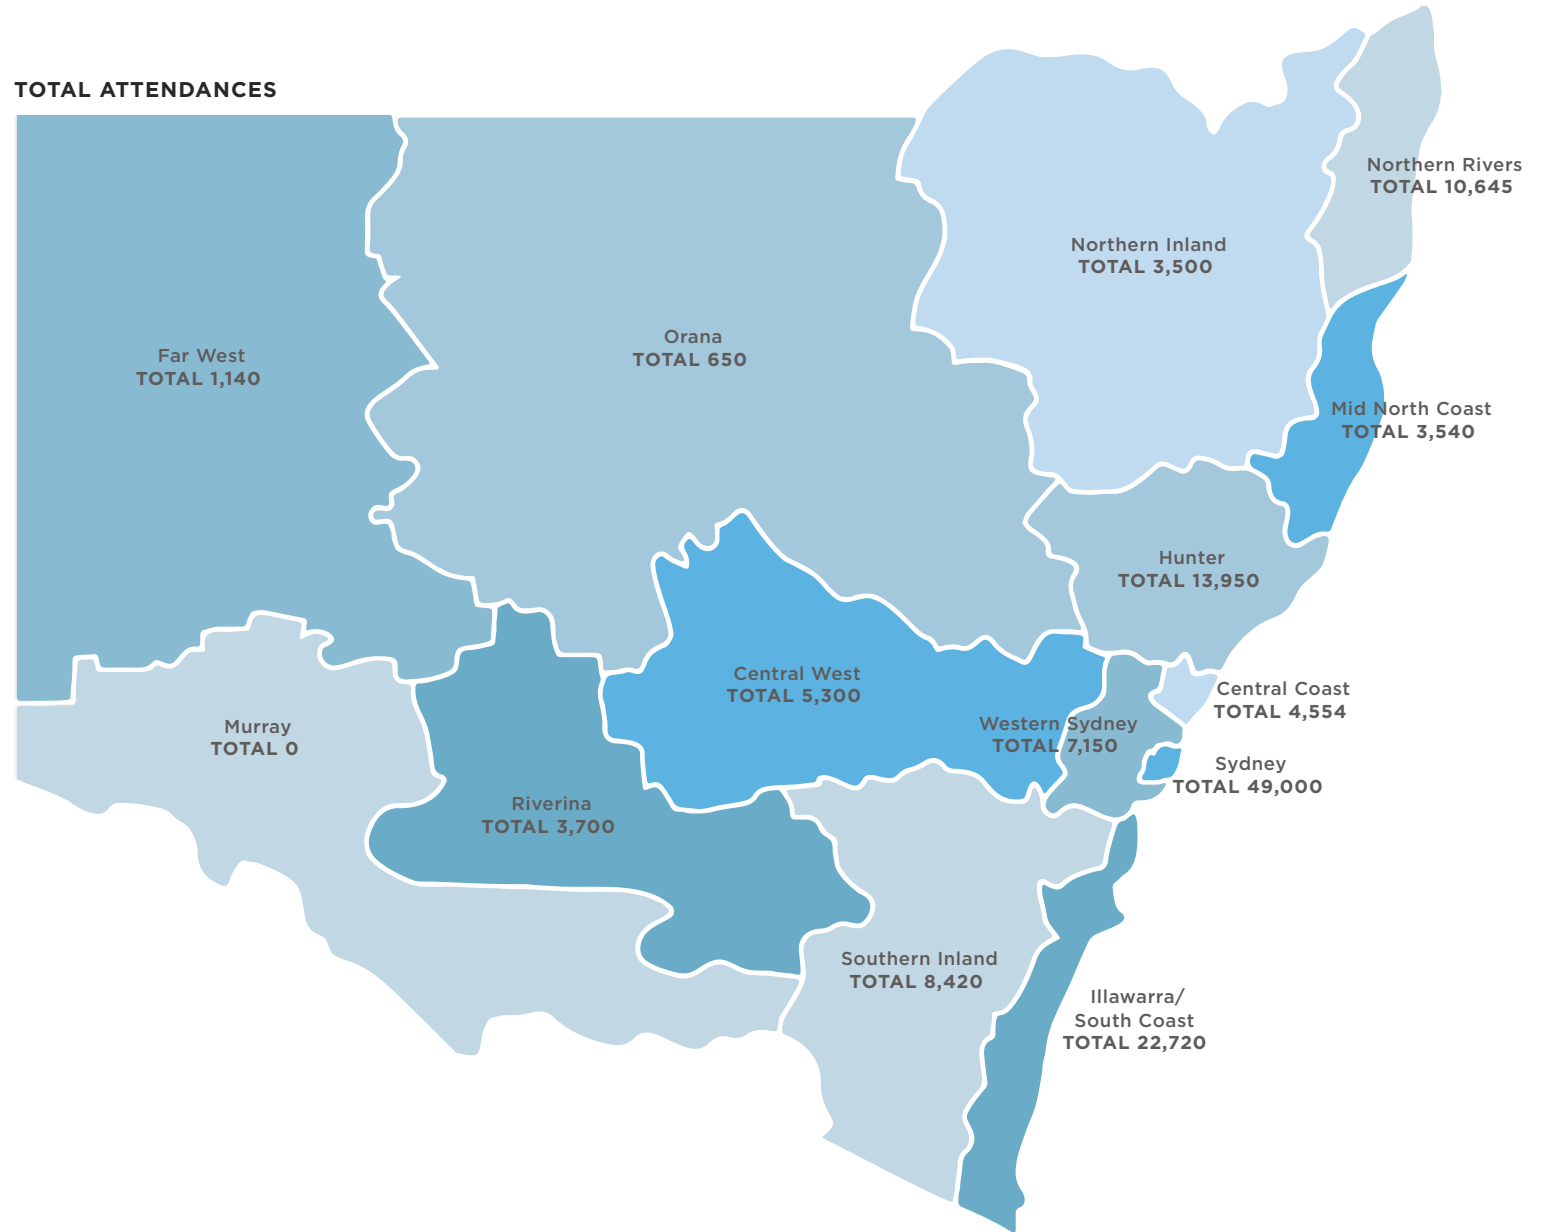 TOTAL ATTENDANCES
Northern Rivers
TOTAL 10,645
Northern Inland
TOTAL 3,500
Orana
TOTAL 650
Far West
TOTAL 1,140
Mid North Coast
TOTAL 3,540
Hunter
TOTAL 13,950
Central West
TOTAL 5,300
Central Coast
TOTAL 4,554
Western Sydney
TOTAL 7,150
Murray
TOTAL 0
Sydney
TOTAL 49,000
Riverina
TOTAL 3,700
Southern Inland
TOTAL 8,420
Illawarra/
South Coast
TOTAL 22,720